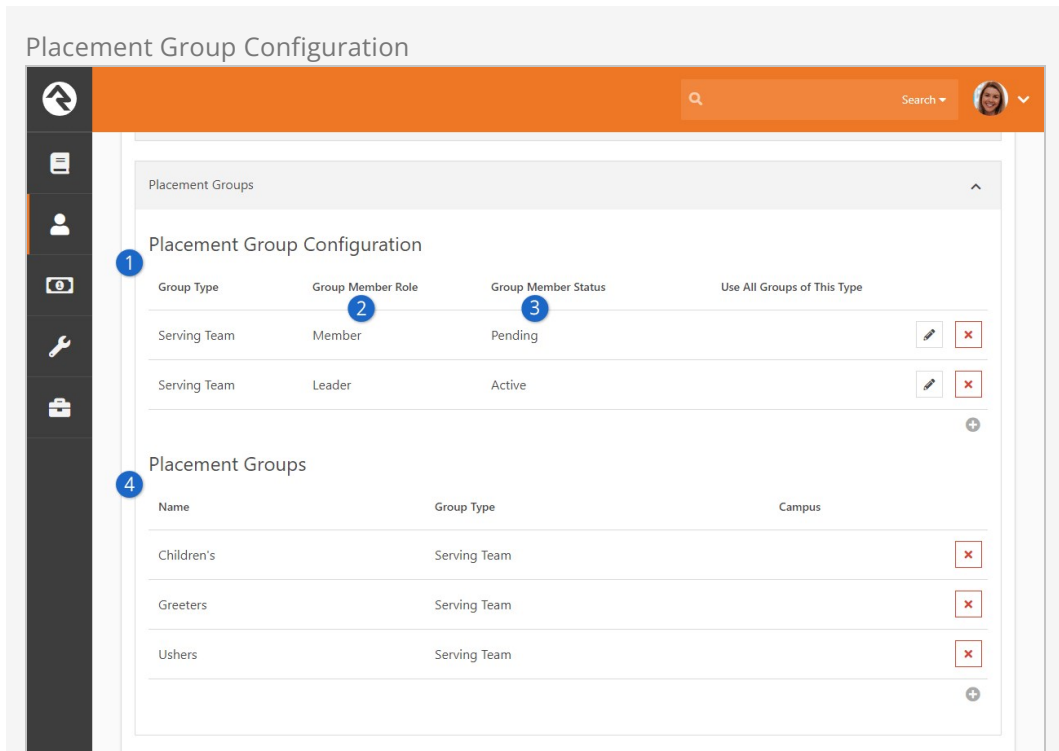 Placement Group Configuration
Search
Placement Groups
Placement Group Configuration
1
Group Type Group Member Role Group Member Status Use All Groups of This Type
2 3
Serving Team Member Pending
Serving Team Leader Active
Placement Groups
4
Name Group Type Campus
Children's Serving Team
Greeters Serving Team
Ushers Serving Team